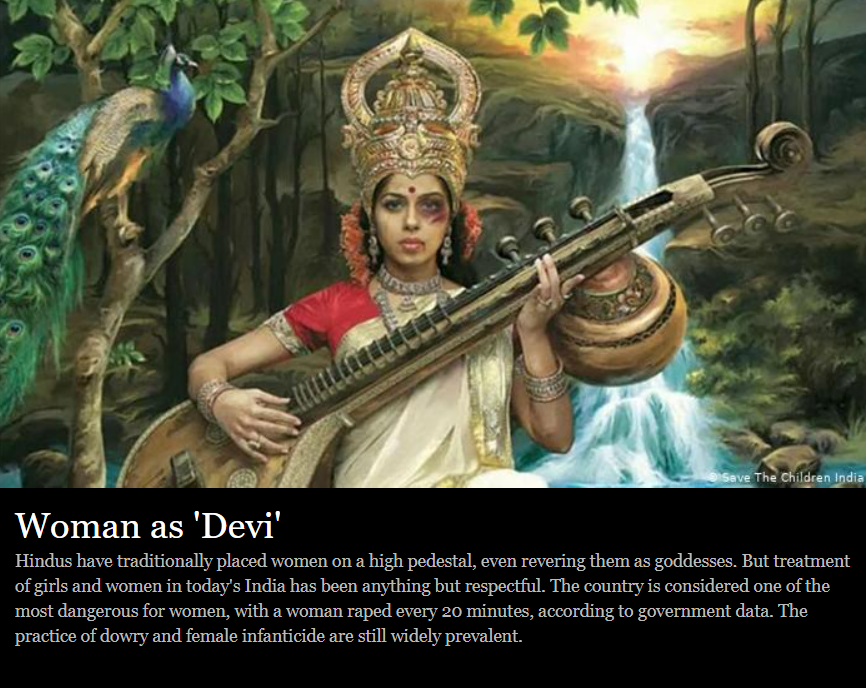 © Save The Children India
Woman as 'Devi'
Hindus have traditionally placed women on a high pedestal, even revering them as goddesses. But treatment
of girls and women in today's India has been anything but respectful. The country is considered one of the
most dangerous for women, with a woman raped every 20 minutes, according to government data. The
practice of dowry and female infanticide are still widely prevalent.